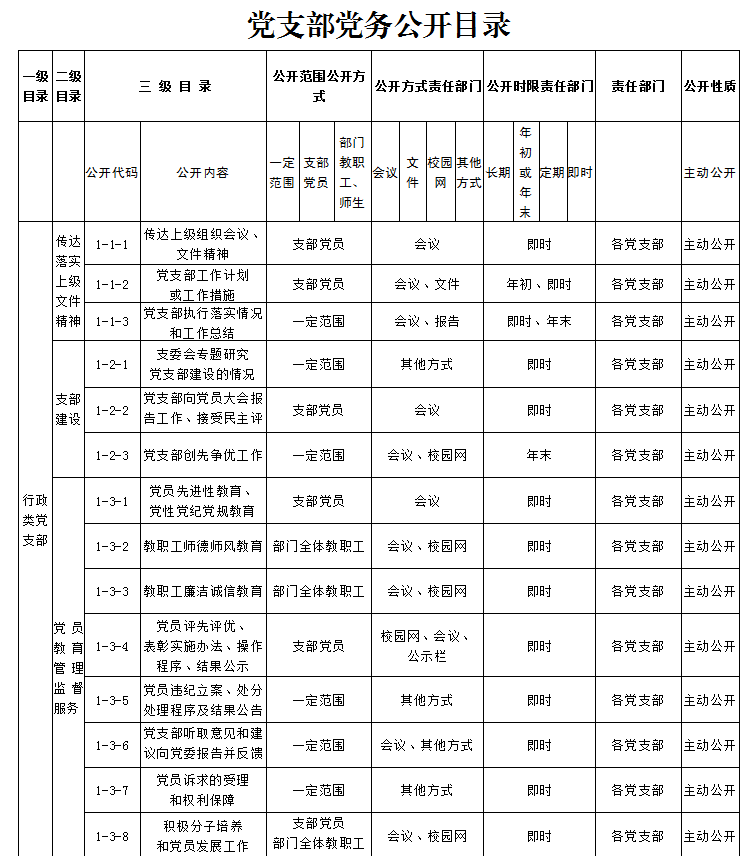 党支部党务公开目录
一级
目录
二级
目录
三 级 目 录
公开范围公开方
式
公开方式责任部门
公开时限责任部门
责任部门
公开性质
公开代码
公开内容
一定
范围
支部
党员
部门
教职
工、
师生
会议
文
件
校园
网
其他
方式
长期
年
初
或
年
末
定期
即时
主动公开
行政
类党
支部
传达
落实
上级
文件
精神
1-1-1
传达上级组织会议、
文件精神
支部党员
会议
即时
各党支部
主动公开
1-1-2
党支部工作计划
或工作措施
支部党员
会议、文件
年初、即时
各党支部
主动公开
1-1-3
党支部执行落实情况
和工作总结
一定范围
会议、报告
即时、年末
各党支部
主动公开
支部
建设
1-2-1
支委会专题研究
党支部建设的情况
一定范围
其他方式
即时
各党支部
主动公开
1-2-2
党支部向党员大会报
告工作、接受民主评
支部党员
会议
即时
各党支部
主动公开
1-2-3
党支部创先争优工作
一定范围
会议、校园网
年末
各党支部
主动公开
党员
教育
管理
监督
服务
1-3-1
党员先进性教育、
党性党纪党规教育
支部党员
会议
即时
各党支部
主动公开
1-3-2
教职工师德师风教育
部门全体教职工
会议、校园网
即时
各党支部
主动公开
1-3-3
教职工廉洁诚信教育
部门全体教职工
会议、校园网
即时
各党支部
主动公开
1-3-4
党员评先评优、
表彰实施办法、操作
程序、结果公示
支部党员
校园网、会议、
公示栏
即时
各党支部
主动公开
1-3-5
党员违纪立案、处分
处理程序及结果公告
一定范围
其他方式
即时
各党支部
主动公开
1-3-6
党支部听取意见和建
议向党委报告并反馈
一定范围
会议、其他方式
即时
各党支部
主动公开
1-3-7
党员诉求的受理
和权利保障
一定范围
其他方式
即时
各党支部
主动公开
1-3-8
积极分子培养
和党员发展工作
支部党员
部门全体教职工
会议、校园网
即时
各党支部
主动公开